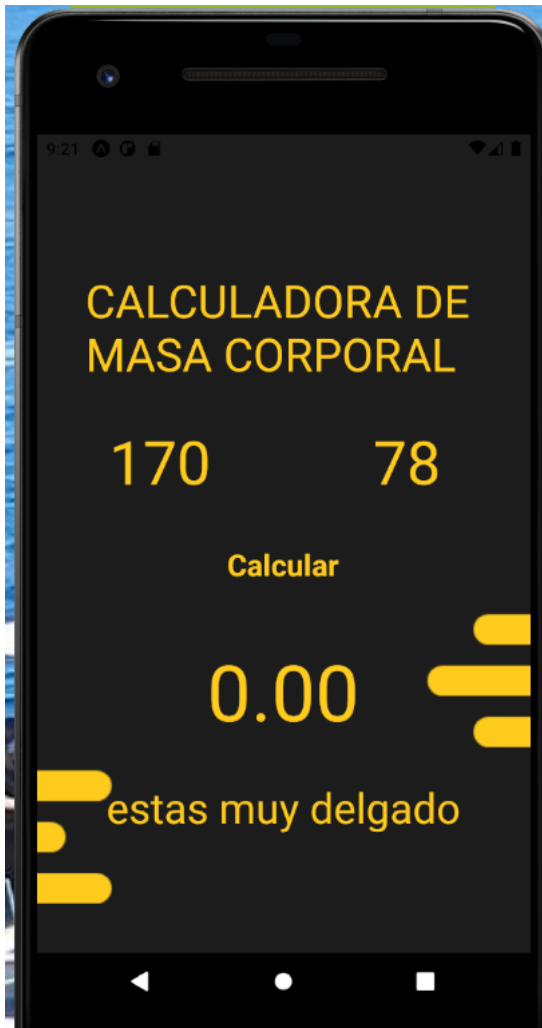 9:21
CALCULADORA DE
MASA CORPORAL
170 78
Calcular
0.00
estas muy delgado